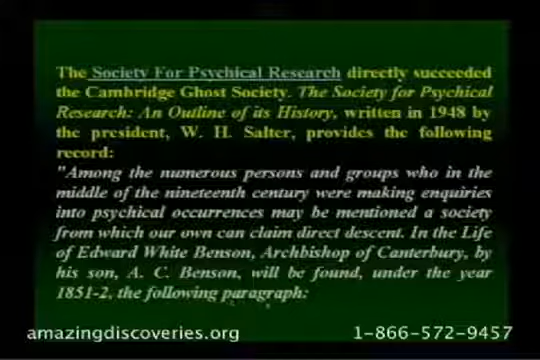 The Society For Psychical Research directly succeeded
the Cambridge Ghost Society. The Society for Psychical
Research: An Outline of its History, written in 1948 by
the president, W. H. Salter, provides the following
record:
"Among the numerous persons and groups who in the
middle of the nineteenth century were making enquiries
into psychical occurrences may be mentioned a society
from which our own can claim direct descent. In the Life
of Edward White Benson, Archbishop of Canterbury, by
his son, A. C. Benson, will be found, under the year
1851-2, the following paragraph:
amazingdiscoveries.org 1-866-572-9457